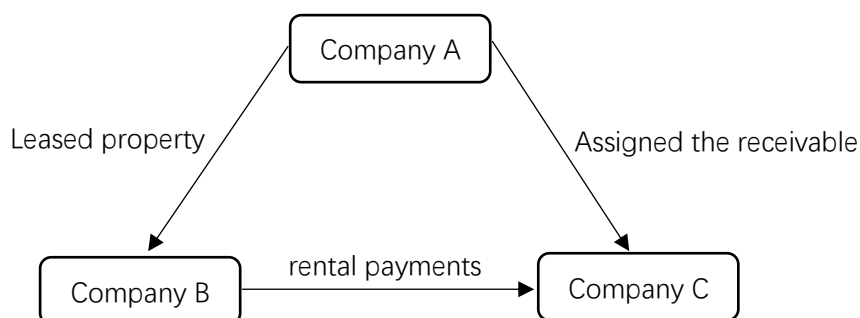 Company A
Leased property
Assigned the receivable
rental payments
Company B
Company C